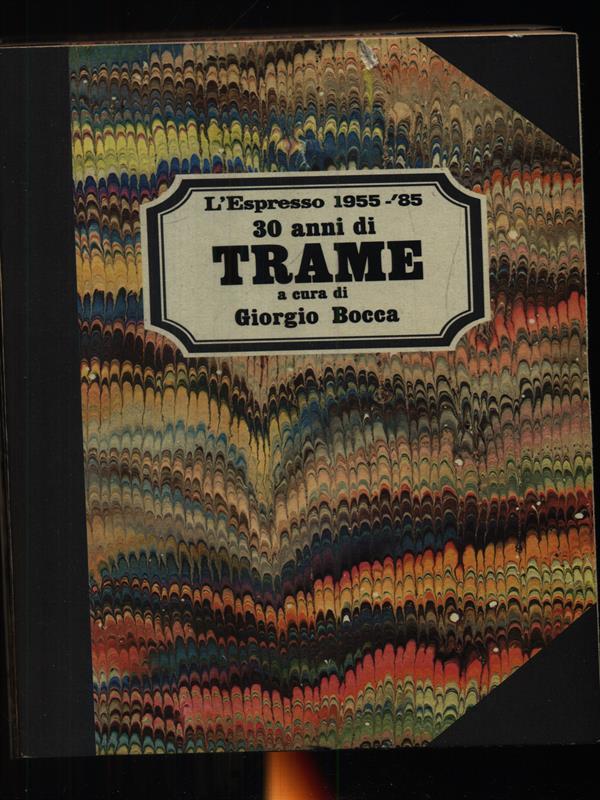 L'Espresso 1955-'85
30 anni di
TRAME
a cura di
Giorgio Bocca